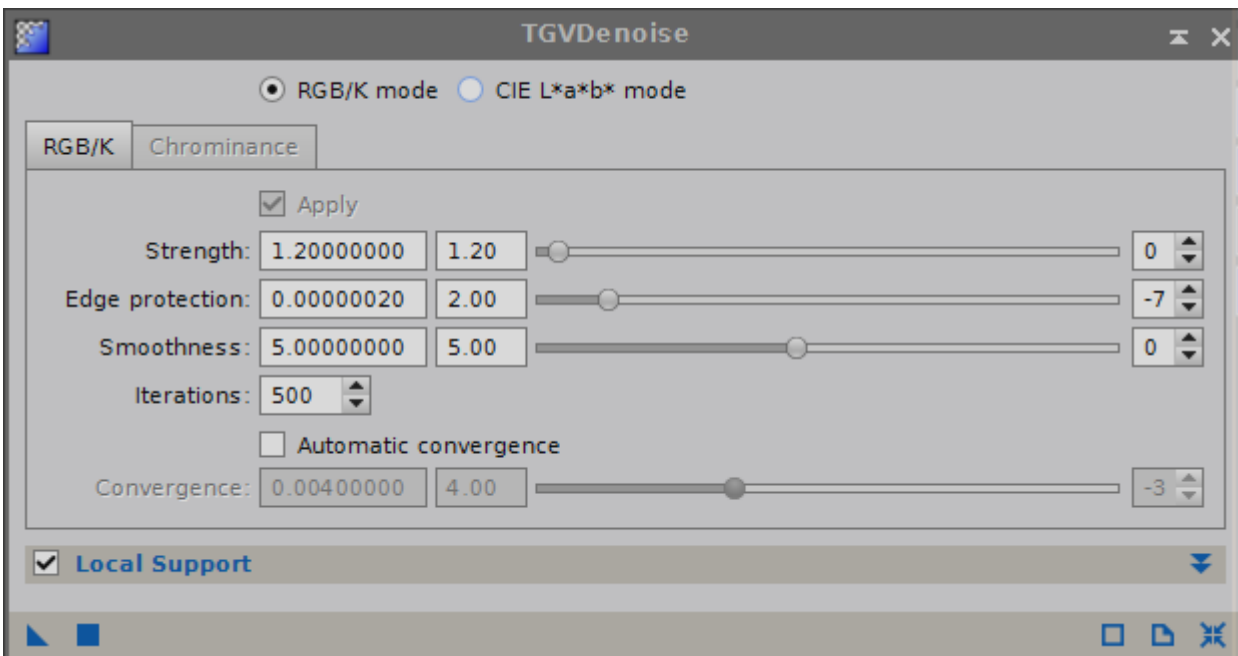 TGVDenoise
RGB/K mode CIE L*a*b* mode
RGB/K Chrominance
Apply
Strength: 1.20000000 1.20 0
Edge protection: 0.00000020 2.00 -7
Smoothness: 5.00000000 5.00 0
Iterations: 500
Automatic convergence
Convergence: 0.00400000 4.00 -3
Local Support